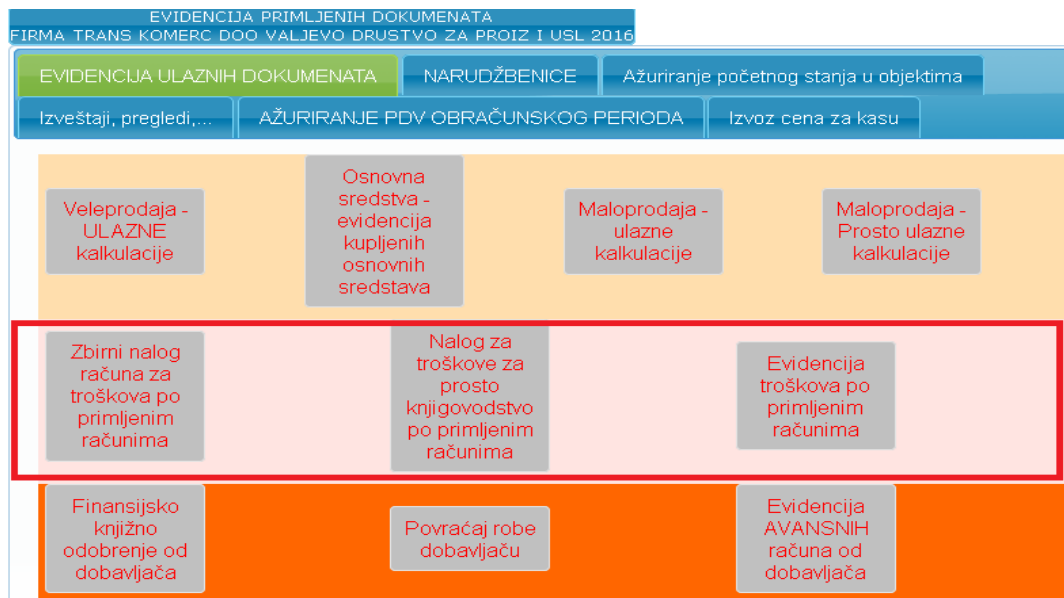 EVIDENCIJA PRIMLJENIH DOKUMENATA
FIRMA TRANS KOMERC DOO VALJEVO DRUSTVO ZA PROIZ I USL 2016
EVIDENCIJA ULAZNIH DOKUMENATA
NARUDŽBENICE
Ažuriranje početnog stanja u objektima
Izveštaji, pregledi,...
AŽURIRANJE PDV OBRAČUNSKOG PERIODA
Izvoz cena za kasu
Veleprodaja -
ULAZNE
kalkulacije
Osnovna
sredstva -
evidencija
kupljenih
osnovnih
sredstava
Maloprodaja -
ulazne
kalkulacije
Maloprodaja -
Prosto ulazne
kalkulacije
Zbirni nalog
računa za
troškova po
primljenim
računima
Nalog za
troškove za
prosto
knjigovodstvo
po primljenim
računima
Evidencija
troškova po
primljenim
računima
Finansijsko
knjižno
odobrenje od
dobavljača
Povraćaj robe
dobavljaču
Evidencija
AVANSNIH
računa od
dobavljača